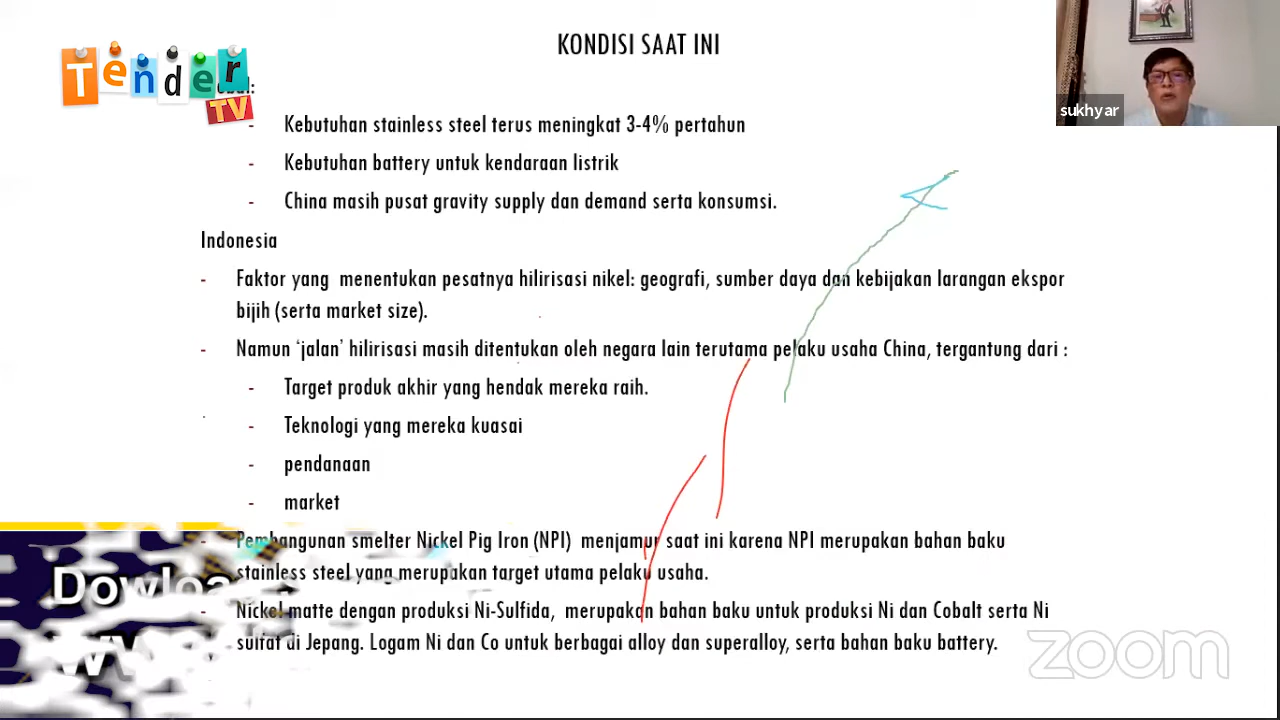 KONDISI SAAT INI
Tender
TV
sukhyar
- Kebutuhan stainless steel terus meningkat 3-4% pertahun
- Kebutuhan battery untuk kendaraan listrik
- China masih pusat gravity supply dan demand serta konsumsi.
Indonesia
- Faktor yang menentukan pesatnya hilirisasi nikel: geografi, sumber daya dan kebijakan larangan ekspor
bijih (serta market size).
- Namun ‘jalan’ hilirisasi masih ditentukan oleh negara lain terutama pelaku usaha China, tergantung dari :
- Target produk akhir yang hendak mereka raih.
- Teknologi yang mereka kuasai
- pendanaan
- market
- Pembangunan smelter Nickel Pig Iron (NPI) menjamur saat ini karena NPI merupakan bahan baku
stainless steel yang merupakan target utama pelaku usaha.
- Nickel matte dengan produksi Ni-Sulfida, merupakan bahan baku untuk produksi Ni dan Cobalt serta Ni
sulfat di Jepang. Logam Ni dan Co untuk berbagai alloy dan superalloy, serta bahan baku battery.
Dowloa
zoom